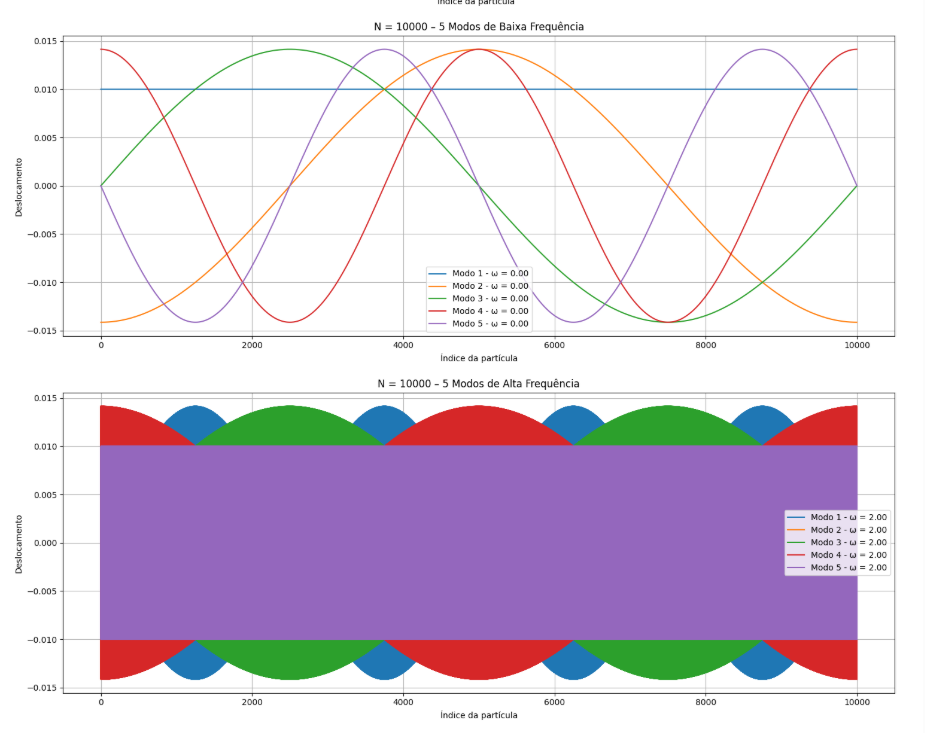 Índice da partícula
N = 10000 – 5 Modos de Baixa Frequência
0.015
0.010
0.005
0.000
−0.005
−0.010
−0.015
Deslocamento
Modo 1 - ω = 0.00
Modo 2 - ω = 0.00
Modo 3 - ω = 0.00
Modo 4 - ω = 0.00
Modo 5 - ω = 0.00
0 2000 4000 6000 8000 10000
Índice da partícula
N = 10000 – 5 Modos de Alta Frequência
0.015
0.010
0.005
0.000
−0.005
−0.010
−0.015
Deslocamento
Modo 1 - ω = 2.00
Modo 2 - ω = 2.00
Modo 3 - ω = 2.00
Modo 4 - ω = 2.00
Modo 5 - ω = 2.00
0 2000 4000 6000 8000 10000
Índice da partícula